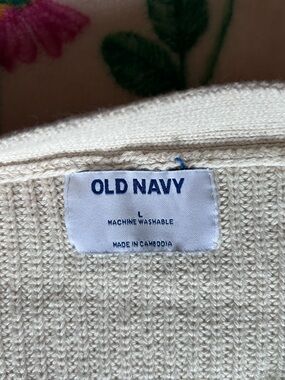 OLD NAVY
L
MACHINE WASHABLE
MADE IN CAMBODIA